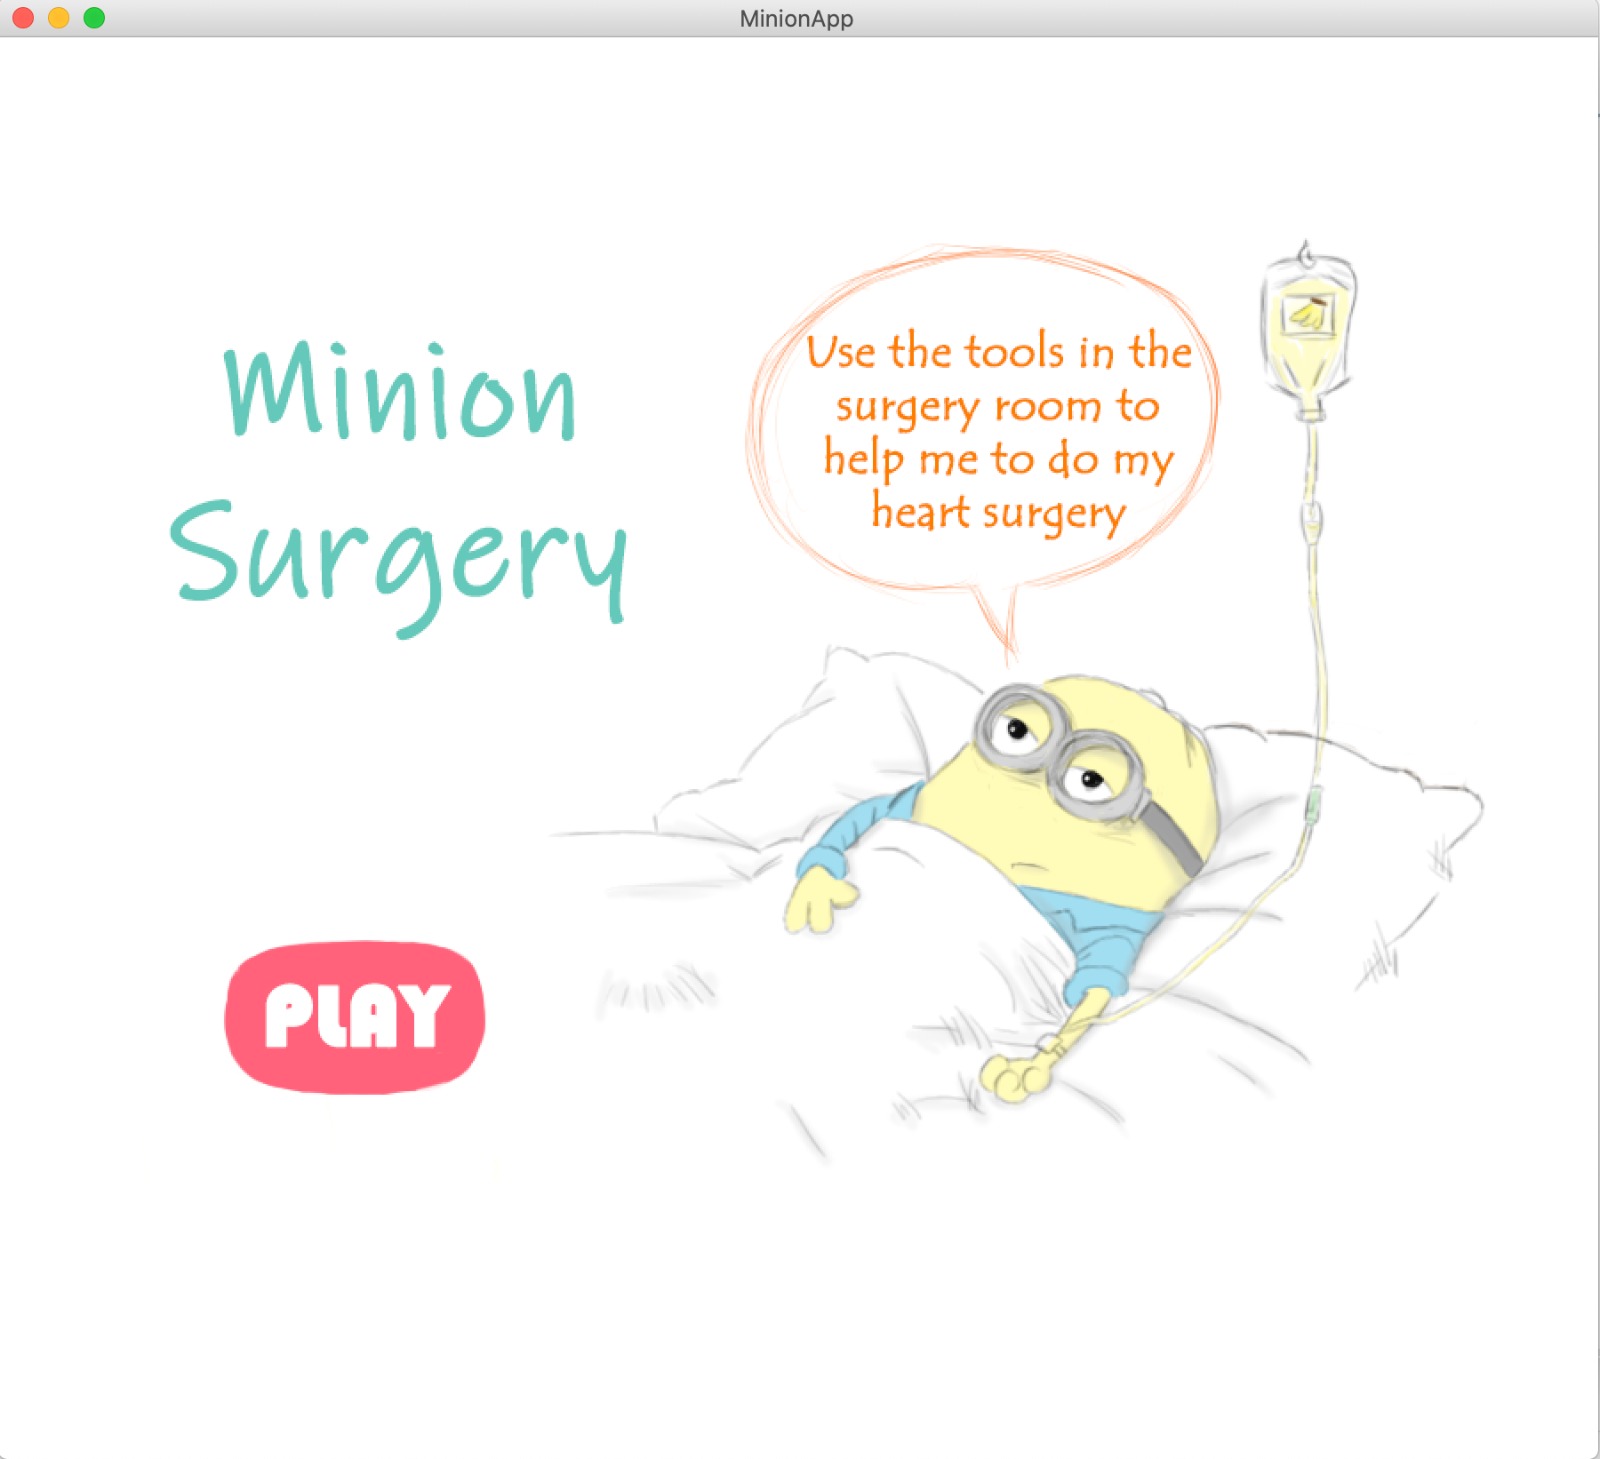 MinionApp
Minion
Surgery
Use the tools in the
surgery room to
help me to do my
heart surgery
PLAY